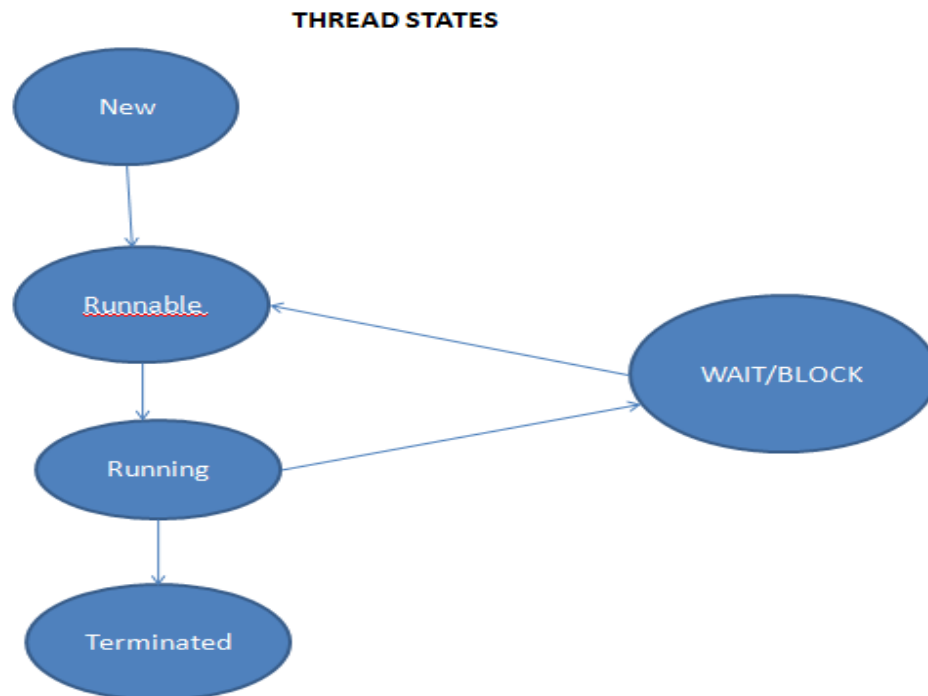 THREAD STATES
New
Runnable
WAIT/BLOCK
Running
Terminated